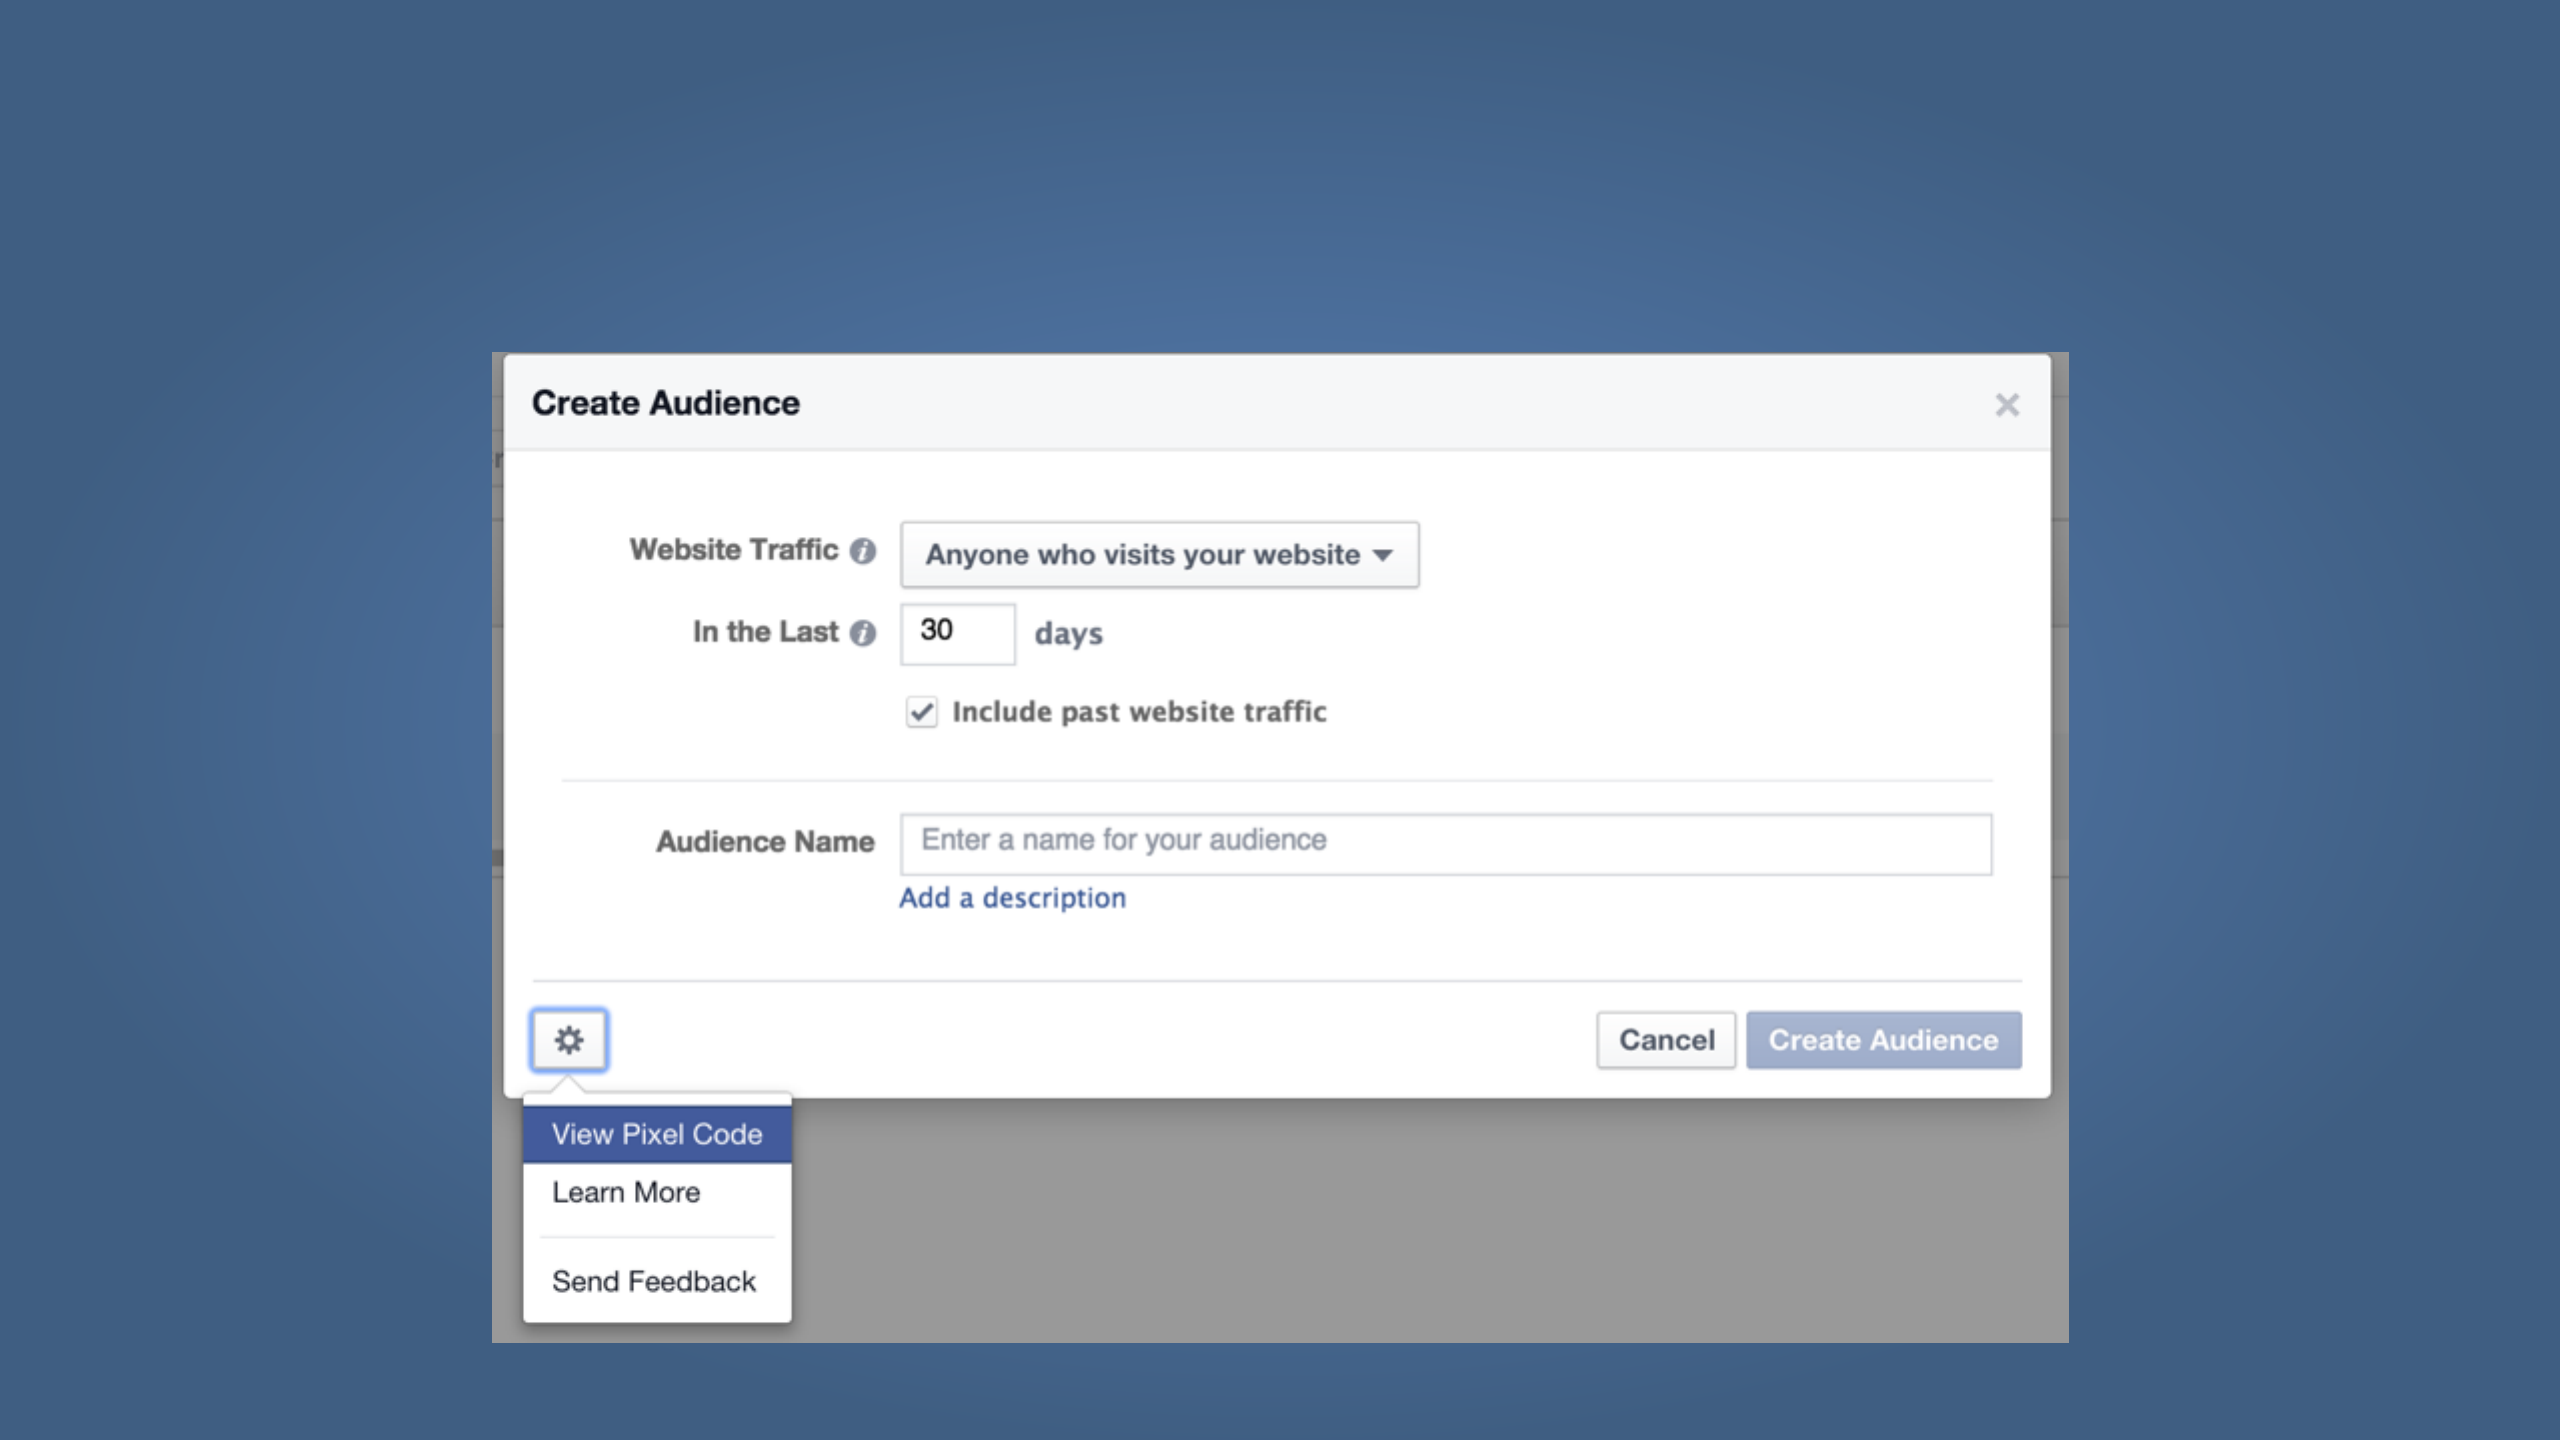 Create Audience
Website Traffic Anyone who visits your website
In the Last 30 days
Include past website traffic
Audience Name Enter a name for your audience
Add a description
Cancel Create Audience
View Pixel Code
Learn More
Send Feedback